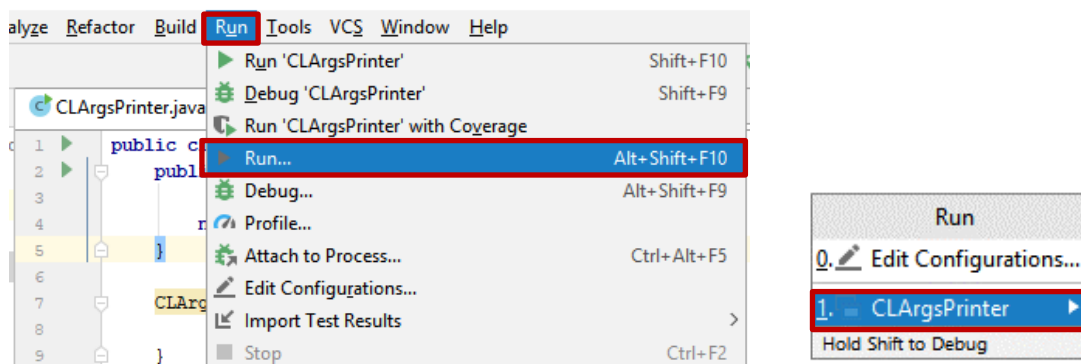 alyze Refactor Build Run Tools VCS Window Help
Run 'CLArgsPrinter' Shift+F10
Debug 'CLArgsPrinter' Shift+F9
CLArgsPrinter.java
Run 'CLArgsPrinter' with Coverage
1 public c
Run... Alt+Shift+F10
2 publ
Debug... Alt+Shift+F9
3
Profile...
4
5 }
Attach to Process... Ctrl+Alt+F5
6
Edit Configurations...
7 CLArg
Import Test Results
8
9 }
Stop Ctrl+F2
Run
0. Edit Configurations...
1. CLArgsPrinter
Hold Shift to Debug